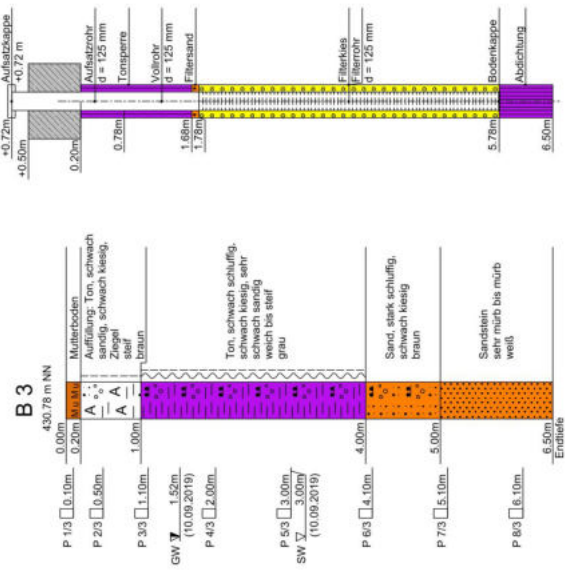 B 3
430.78 m NN
0.00m
0.20m
1.00m
4.00m
5.00m
6.50m
Endtiefe
P 1/3 0.10m
P 2/3 0.50m
P 3/3 1.10m
GW 1.52m
(10.09.2019)
P 4/3 2.00m
P 5/3 3.00m
SW 3.00m
(10.09.2019)
P 6/3 4.10m
P 7/3 5.10m
P 8/3 6.10m
Mu Mu
A A
A A
Mutterboden
Auffüllung: Ton, schwach
sandig, schwach kiesig,
Ziegel
steif
braun
Ton, schwach schluffig,
schwach kiesig, sehr
schwach sandig
weich bis steif
grau
Sand, stark schluffig,
schwach kiesig
braun
Sandstein
sehr mürb bis mürb
weiß
+0.72m
+0.50m
0.20m
0.78m
1.68m
1.78m
5.78m
6.50m
Aufsatzkappe
+0.72 m
Aufsatzrohr
d = 125 mm
Tonsperre
Vollrohr
d = 125 mm
Filtersand
Filterkies
Filterrohr
d = 125 mm
Bodenkappe
Abdichtung